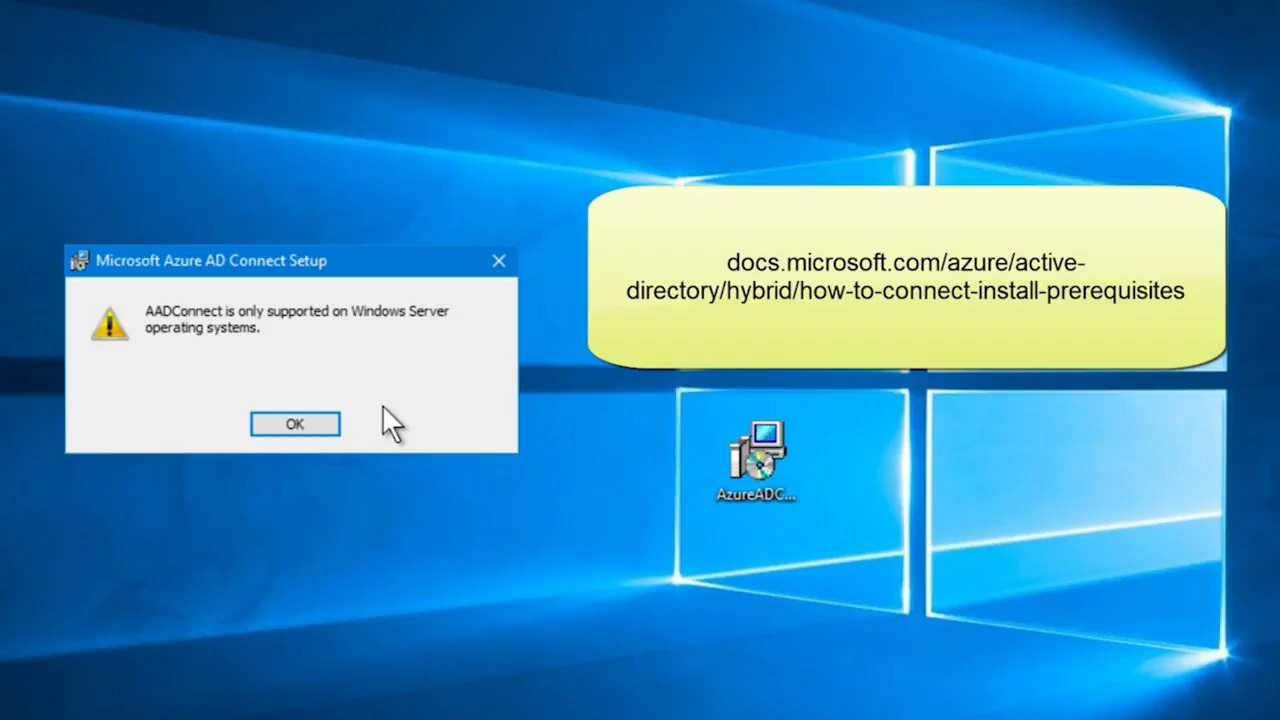 Microsoft Azure AD Connect Setup
AADConnect is only supported on Windows Server
operating systems.
OK
docs.microsoft.com/azure/active-
directory/hybrid/how-to-connect-install-prerequisites
AzureADC...